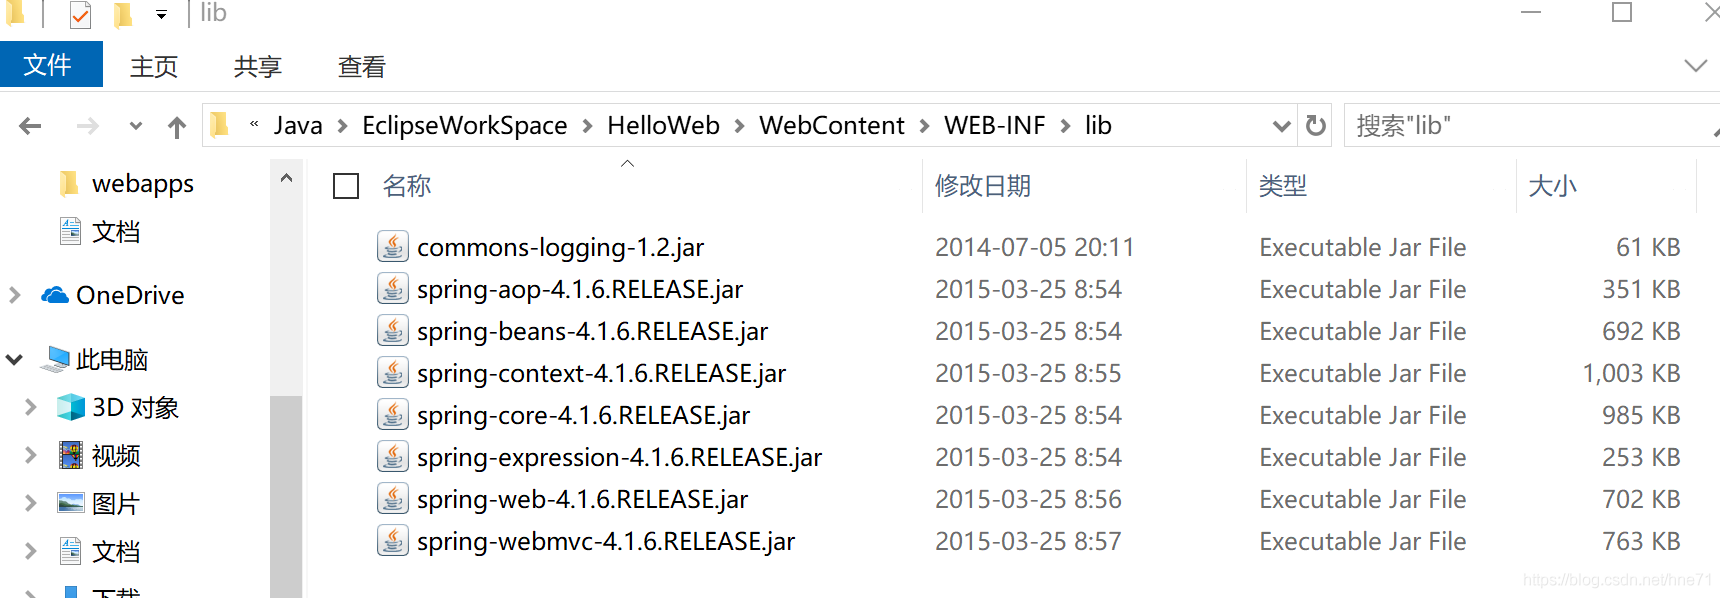 lib
文件 主页 共享 查看
« Java > EclipseWorkSpace > HelloWeb > WebContent > WEB-INF > lib 搜索"lib"
webapps
文档
OneDrive
此电脑
3D 对象
视频
图片
文档
下载
名称 修改日期 类型 大小
commons-logging-1.2.jar 2014-07-05 20:11 Executable Jar File 61 KB
spring-aop-4.1.6.RELEASE.jar 2015-03-25 8:54 Executable Jar File 351 KB
spring-beans-4.1.6.RELEASE.jar 2015-03-25 8:54 Executable Jar File 692 KB
spring-context-4.1.6.RELEASE.jar 2015-03-25 8:55 Executable Jar File 1,003 KB
spring-core-4.1.6.RELEASE.jar 2015-03-25 8:54 Executable Jar File 985 KB
spring-expression-4.1.6.RELEASE.jar 2015-03-25 8:54 Executable Jar File 253 KB
spring-web-4.1.6.RELEASE.jar 2015-03-25 8:56 Executable Jar File 702 KB
spring-webmvc-4.1.6.RELEASE.jar 2015-03-25 8:57 Executable Jar File 763 KB
https://blog.csdn.net/hne71